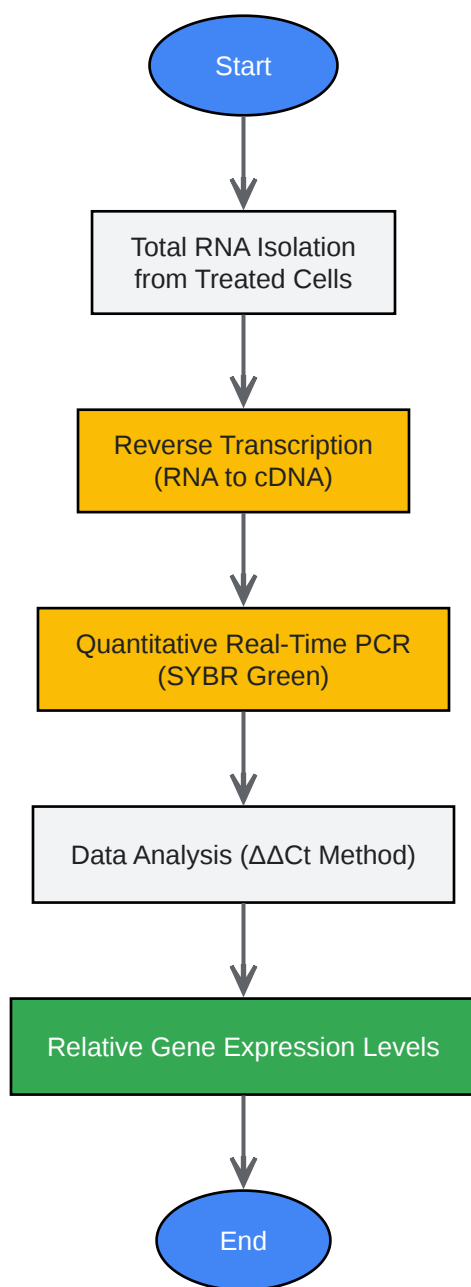 Start
Total RNA Isolation
from Treated Cells
Reverse Transcription
(RNA to cDNA)
Quantitative Real-Time PCR
(SYBR Green)
Data Analysis (ΔΔCt Method)
Relative Gene Expression Levels
End